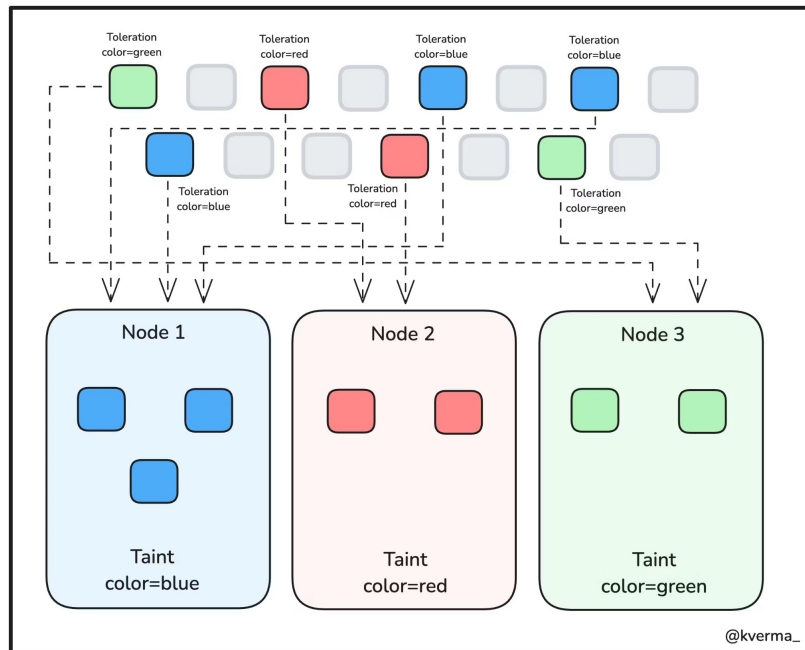 Toleration
color=green
Toleration
color=red
Toleration
color=blue
Toleration
color=blue
Toleration
color=blue
Toleration
color=red
Toleration
color=green
Node 1
Node 2
Node 3
Taint
color=blue
Taint
color=red
Taint
color=green
@kverma_